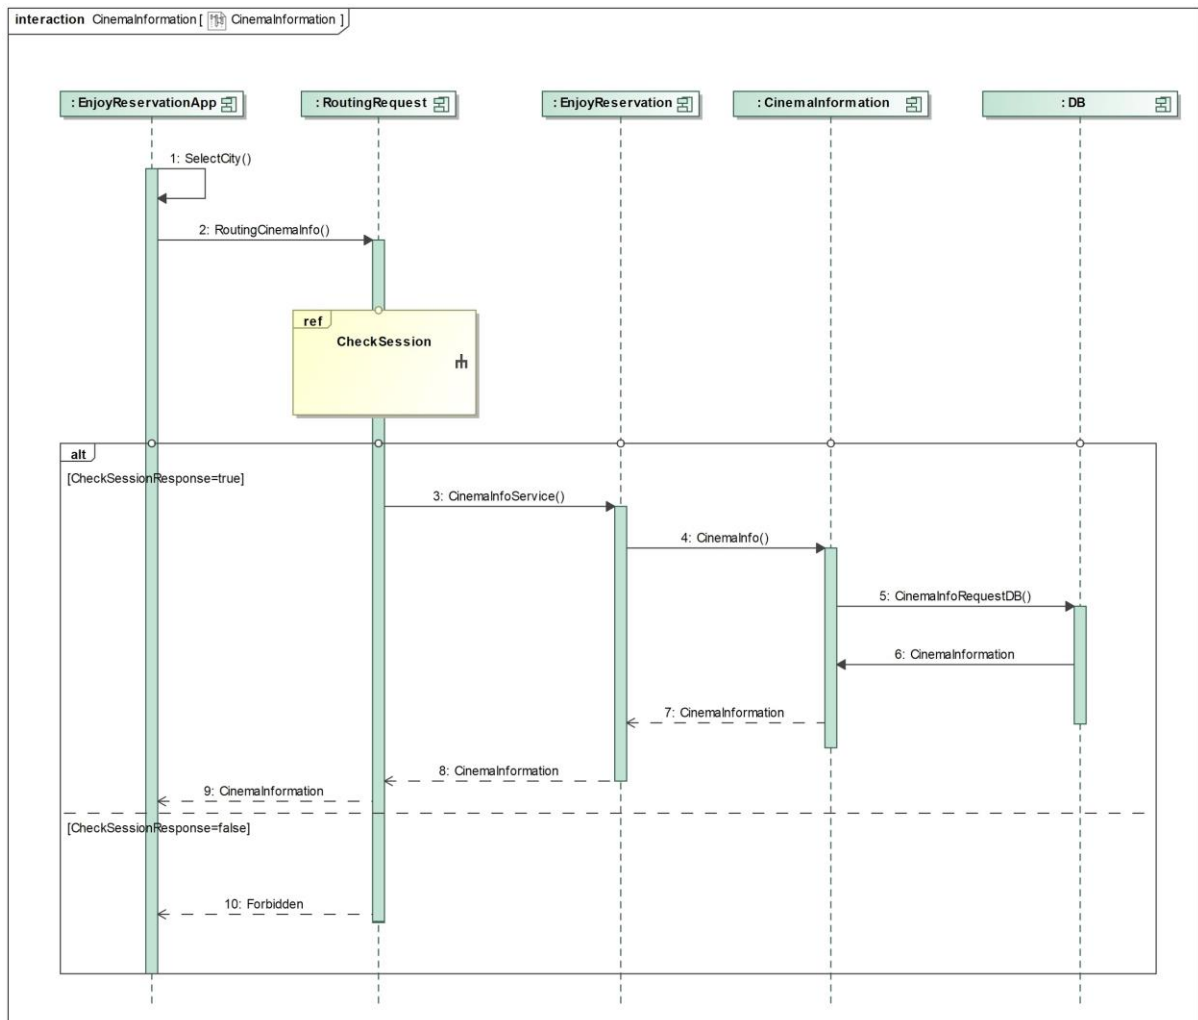 interaction CinemaInformation [ CinemaInformation ]
: EnjoyReservationApp
: RoutingRequest
: EnjoyReservation
: CinemaInformation
: DB
1: SelectCity()
2: RoutingCinemaInfo()
ref
CheckSession
alt
[CheckSessionResponse=true]
3: CinemaInfoService()
4: CinemaInfo()
5: CinemaInfoRequestDB()
6: CinemaInformation
7: CinemaInformation
8: CinemaInformation
9: CinemaInformation
[CheckSessionResponse=false]
10: Forbidden